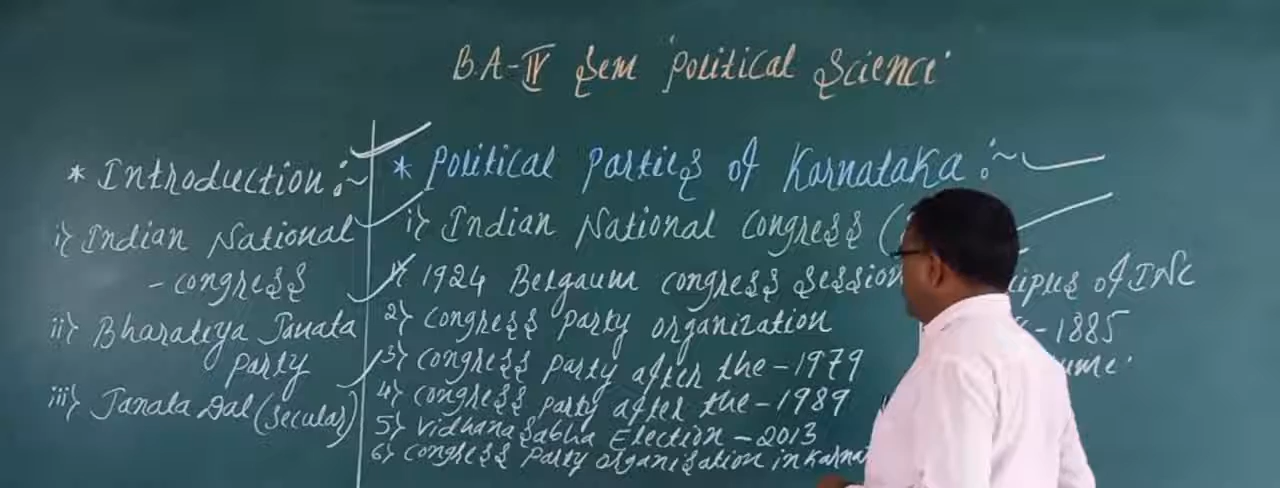 B.A-IV Sem 'Political Science'
* Introduction :~
i) Indian National
- congress
ii) Bharatiya Janata
Party
iii) Janata Dal (Secular)
* Political Parties of Karnataka :~
i) Indian National Congress (
1) 1924 Belgaum congress session
2) Congress Party organization
3) Congress Party after the - 1979
4) Congress Party after the - 1989
5) Vidhana Sabha Election - 2013
6) Congress Party organisation in
of INC
- 1885